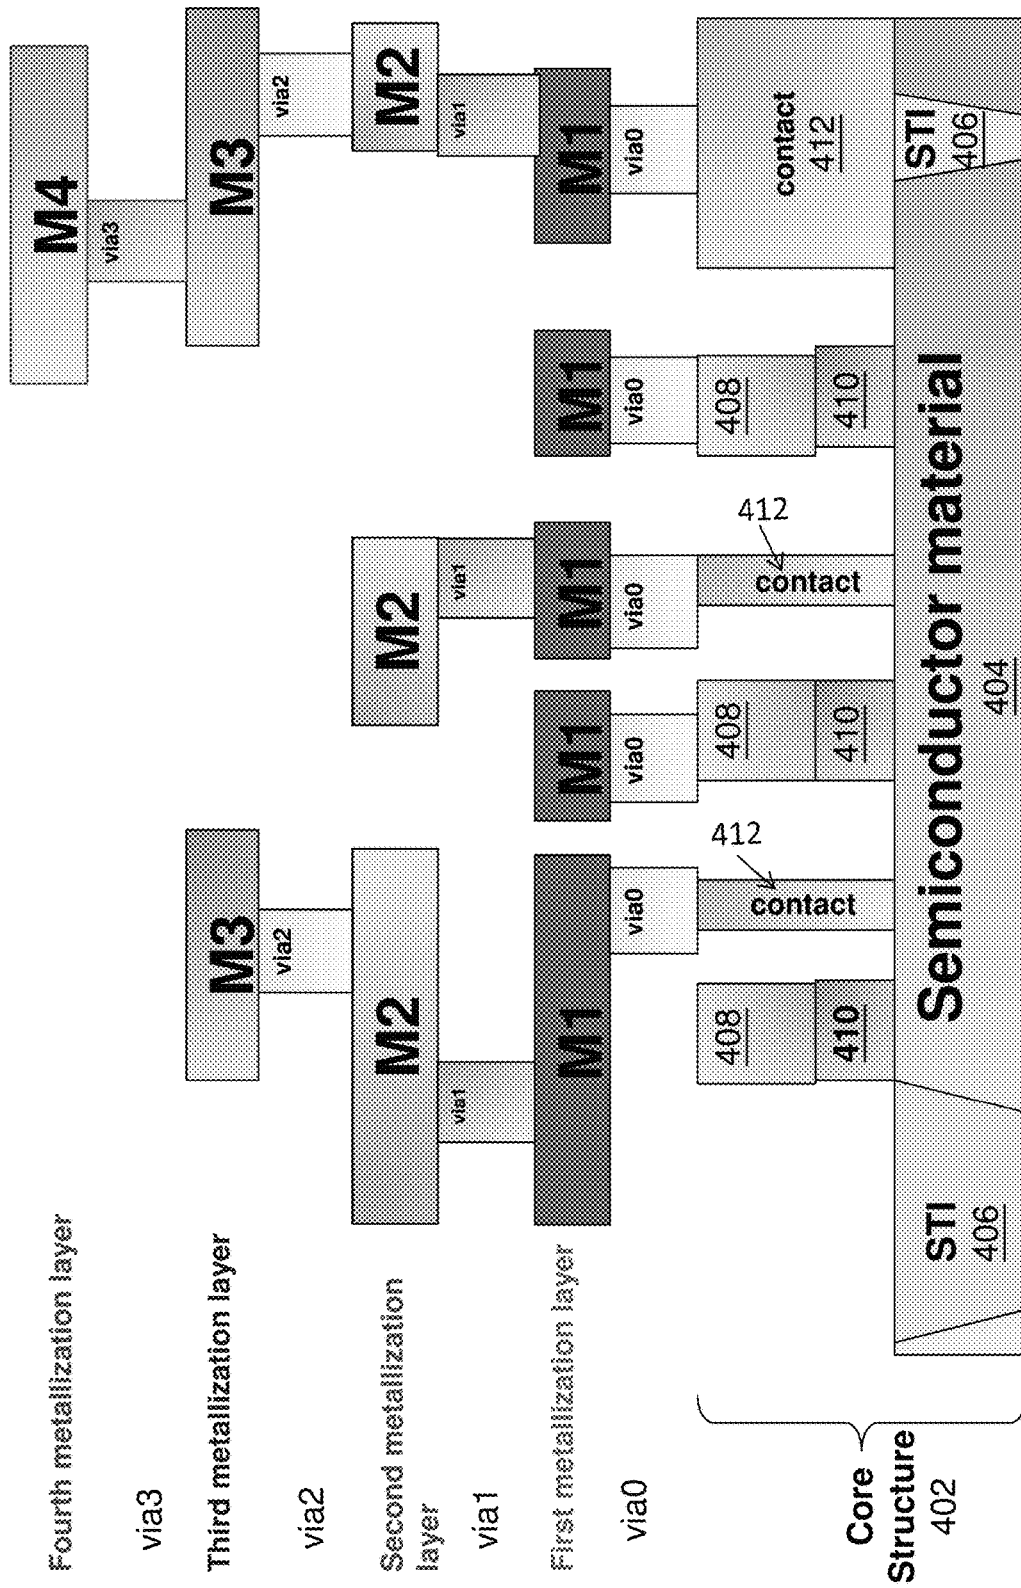 Fourth metallization layer
M4
via3
via3
Third metallization layer
M3
M3
via2
via2
via2
Second metallization
layer
M2
M2
M2
via1
via1
via1
via1
First metallization layer
M1
M1
M1
M1
M1
via0
via0
via0
via0
via0
via0
Core
Structure
402
408
412
contact
408
412
contact
408
contact
412
410
410
410
STI
406
Semiconductor material
404
STI
406